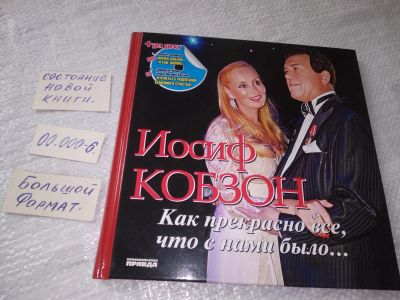 СОСТОЯНИЕ
НОВОЙ
КНИГИ.
00.000-6.
БОЛЬШОЙ
ФОРМАТ.
Иосиф
КОБЗОН
Как прекрасно все,
что с нами было...
ПРАВДА